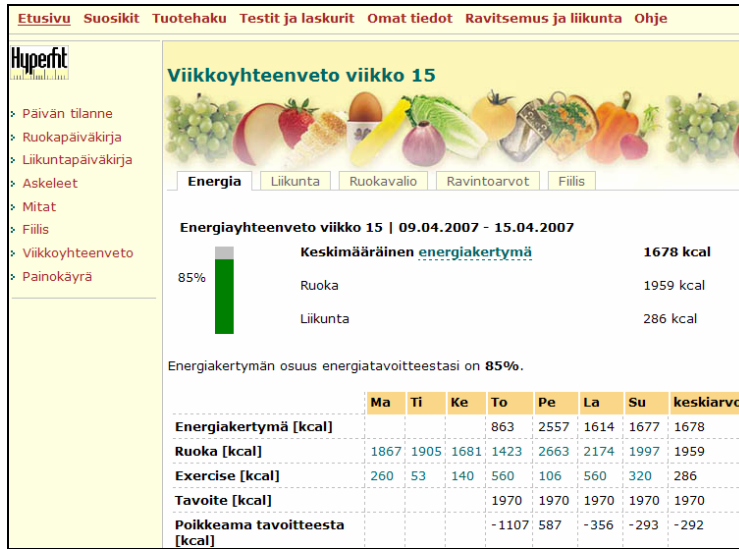 Etusivu Suosikit Tuotehaku Testit ja laskurit Omat tiedot Ravitsemus ja liikunta Ohje
Hyperfit
Päivän tilanne
Ruokapäiväkirja
Liikuntapäiväkirja
Askeleet
Mitat
Fiilis
Viikkoyhteenveto
Painokäyrä
Viikkoyhteenveto viikko 15
Energia Liikunta Ruokavalio Ravintoarvot Fiilis
Energiayhteenveto viikko 15 | 09.04.2007 - 15.04.2007
Keskimääräinen energiakertymä 1678 kcal
85%
Ruoka 1959 kcal
Liikunta 286 kcal
Energiakertymän osuus energiatavoitteestasi on 85%.
Ma Ti Ke To Pe La Su keskiarvo
Energiakertymä [kcal] 863 2557 1614 1677 1678
Ruoka [kcal] 1867 1905 1681 1423 2663 2174 1997 1959
Exercise [kcal] 260 53 140 560 106 560 320 286
Tavoite [kcal] 1970 1970 1970 1970 1970
Poikkeama tavoitteesta
[kcal] -1107 587 -356 -293 -292